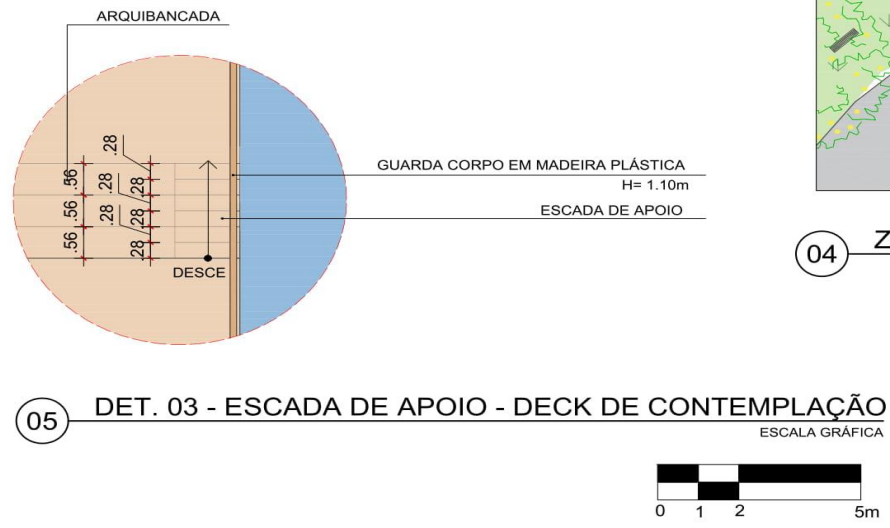 ARQUIBANCADA
.28
.56
.28
.28
.56
.28
.28
.56
.28
DESCE
GUARDA CORPO EM MADEIRA PLÁSTICA
H= 1.10m
ESCADA DE APOIO
04
Z
05
DET. 03 - ESCADA DE APOIO - DECK DE CONTEMPLAÇÃO
ESCALA GRÁFICA
0 1 2 5m